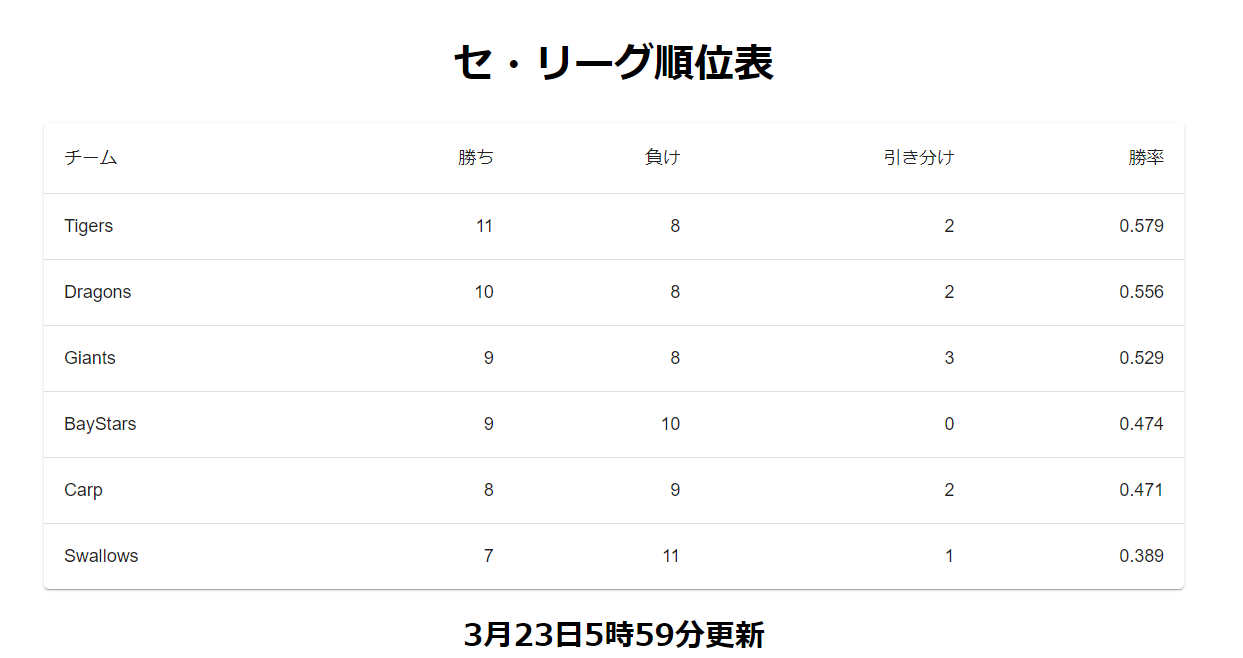 セ・リーグ順位表
チーム 勝ち 負け 引き分け 勝率
Tigers 11 8 2 0.579
Dragons 10 8 2 0.556
Giants 9 8 3 0.529
BayStars 9 10 0 0.474
Carp 8 9 2 0.471
Swallows 7 11 1 0.389
3月23日5時59分更新